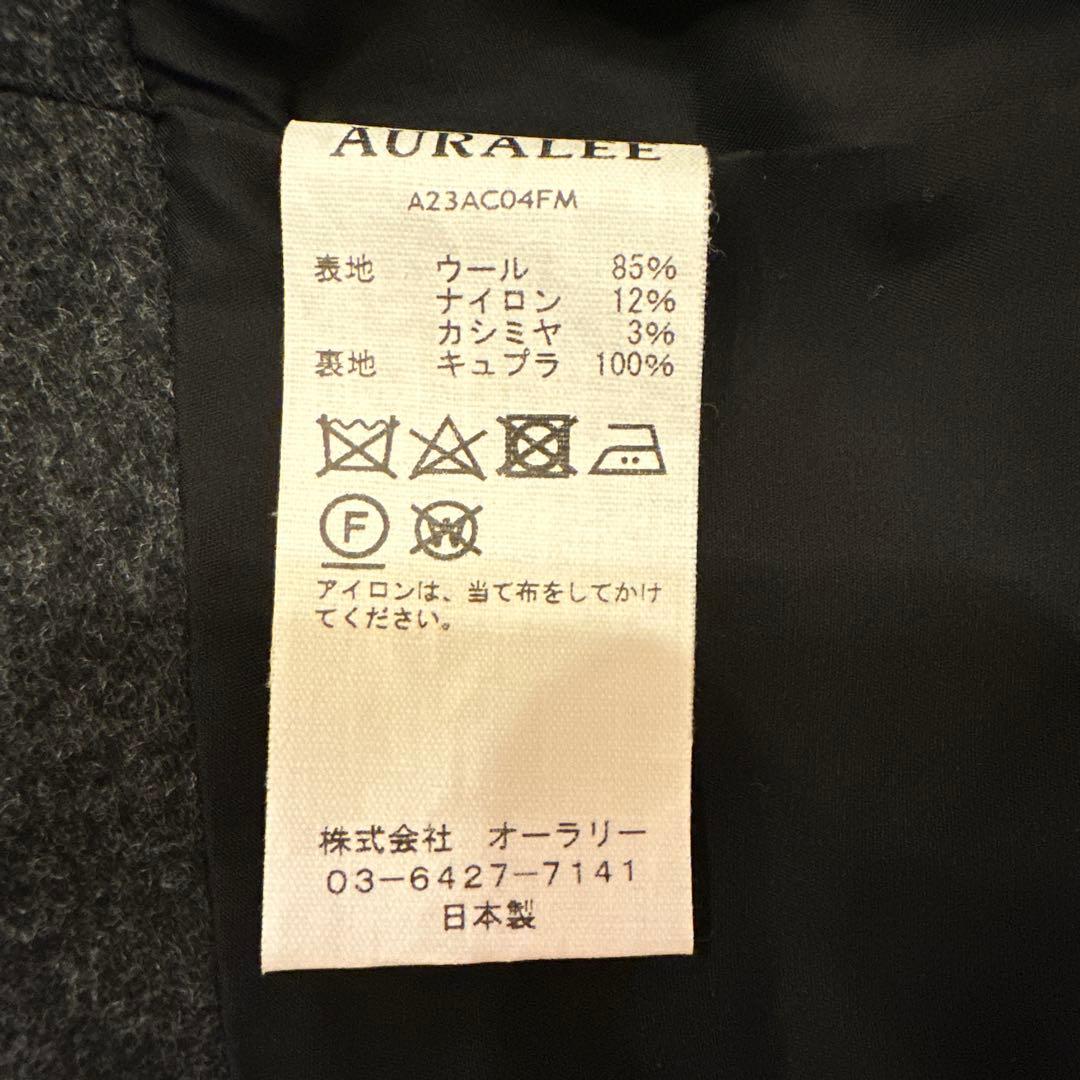 AURALEE
A23AC04FM
表地 ウール 85%
ナイロン 12%
カシミヤ 3%
裏地 キュプラ 100%
F W
アイロンは、当て布をしてかけ
てください。
株式会社 オーラリー
03-6427-7141
日本製